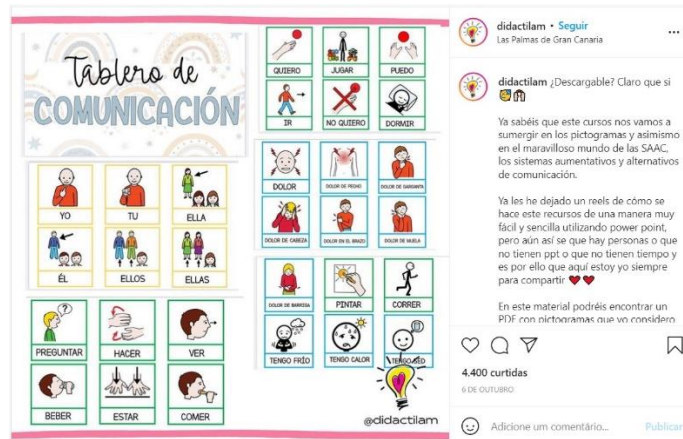 Tablero de
COMUNICACIÓN
QUIERO
JUGAR
PUEDO
IR
NO QUIERO
DORMIR
YO
TU
ELLA
ÉL
ELLOS
ELLAS
DOLOR
DOLOR DE PECHO
DOLOR DE GARGANTA
DOLOR DE CABEZA
DOLOR EN EL BRAZO
DOLOR DE MUELA
DOLOR DE BARRIGA
PINTAR
CORRER
TENGO FRÍO
TENGO CALOR
TENGO SED
PREGUNTAR
HACER
VER
BEBER
ESTAR
COMER
@didactilam
didactilam • Seguir
Las Palmas de Gran Canaria
didactilam ¿Descargable? Claro que si
Ya sabéis que este cursos nos vamos a
sumergir en los pictogramas y asimismo
en el maravilloso mundo de las SAAC,
los sistemas aumentativos y alternativos
de comunicación.
Ya les he dejado un reels de cómo se
hace este recursos de una manera muy
fácil y sencilla utilizando power point,
pero aún así se que hay personas o que
no tienen ppt o que no tienen tiempo y
es por ello que aquí estoy yo siempre
para compartir
En este material podréis encontrar un
PDF con pictogramas que yo considero
4.400 curtidas
6 DE OUTUBRO
Adicione um comentário...
Publicar